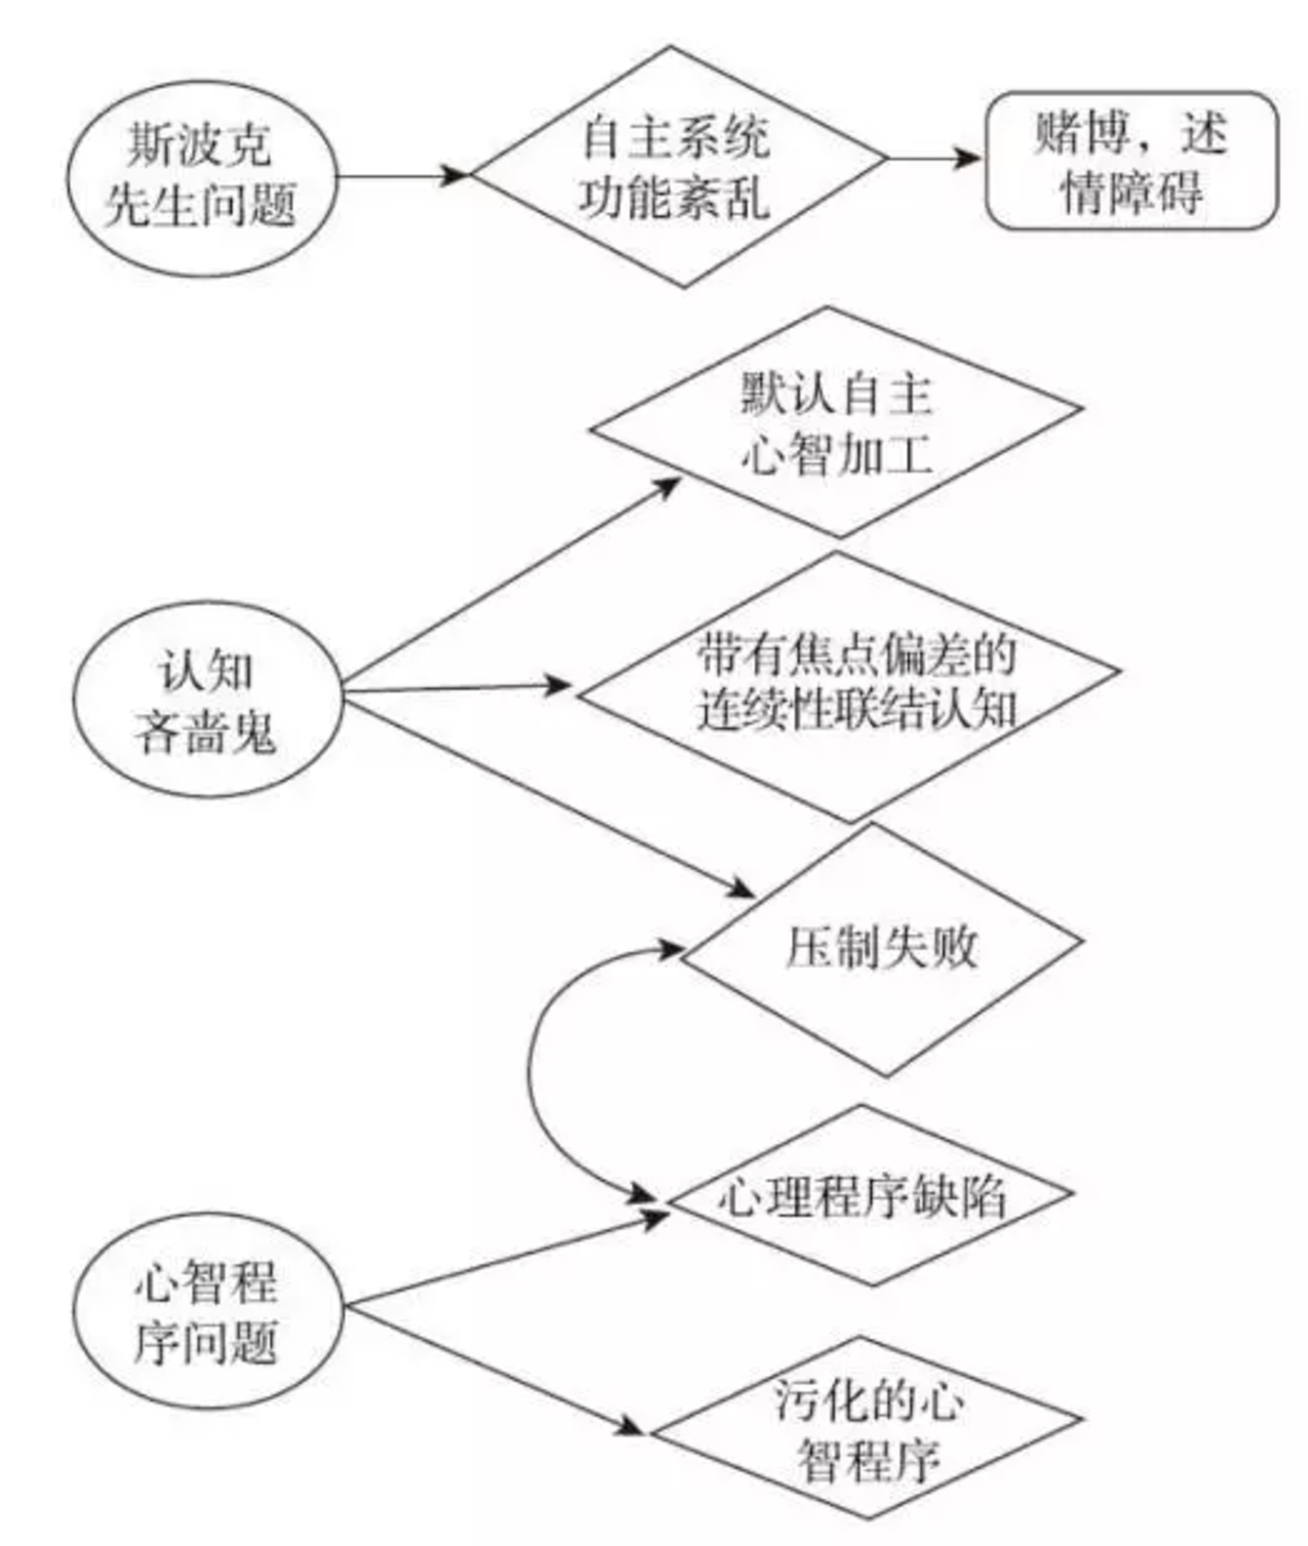 斯波克
先生问题
自主系统
功能紊乱
赌博，述
情障碍
默认自主
心智加工
认知
吝啬鬼
带有焦点偏差的
连续性联结认知
压制失败
心理程序缺陷
心智程
序问题
污化的心
智程序